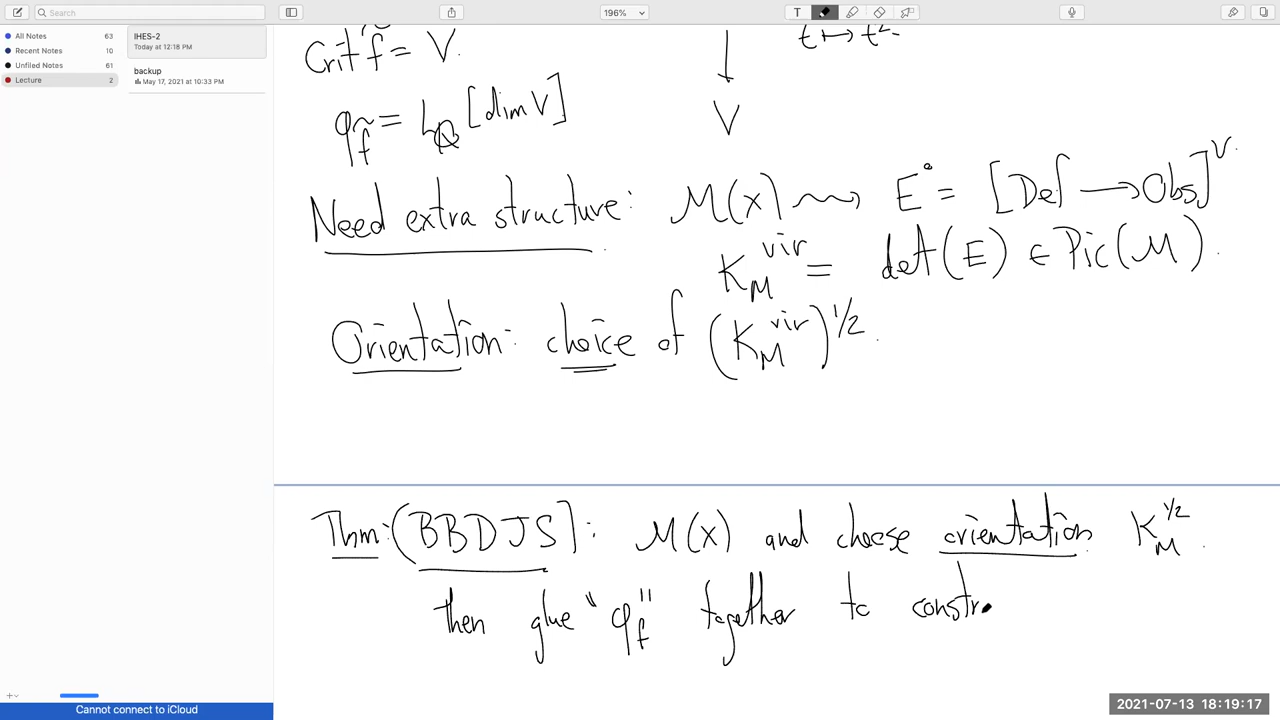 Search
196%
T
All Notes 63
Recent Notes 10
Unfiled Notes 61
Lecture 2
IHES-2
Today at 12:18 PM
backup
May 17, 2021 at 10:33 PM
t ↦ t²
Crit f̃ = V.
↓
V
φ_f̃ = L_Q [dim V]
Need extra structure: M(X) ⇝ E• = [Def → Obs]^∨.
K_M^vir = det(E) ∈ Pic(M).
Orientation: choice of (K_M^vir)^1/2.
Thm: (BBDJS]: M(X) and choose orientation K_M^1/2.
then glue "φ_f" together to constr
Cannot connect to iCloud
2021-07-13 18:19:17